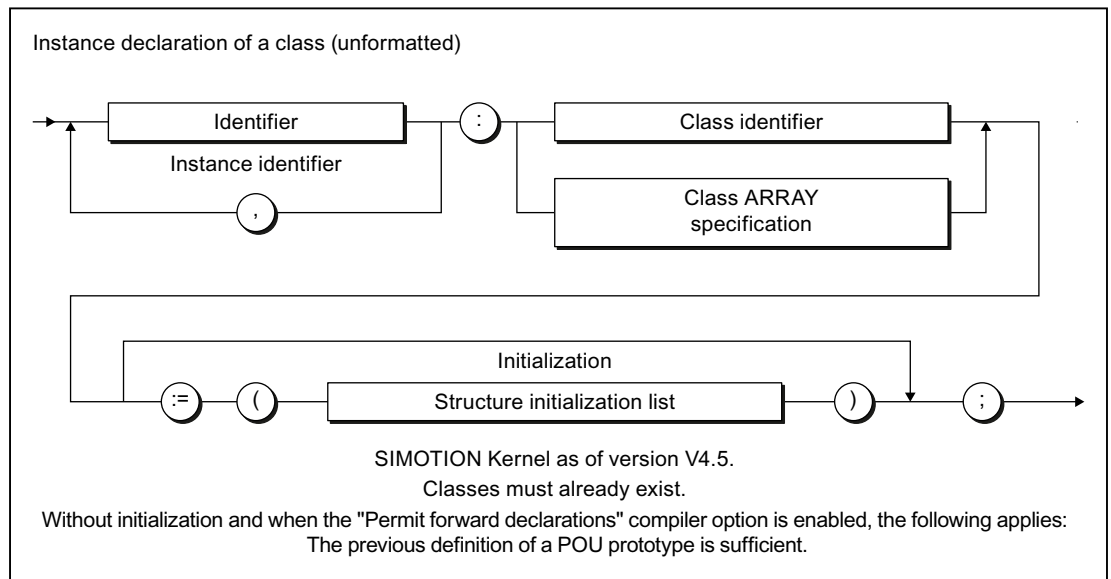 Instance declaration of a class (unformatted)
Identifier
:
Class identifier
Instance identifier
,
Class ARRAY
specification
Initialization
:=
(
Structure initialization list
)
;
SIMOTION Kernel as of version V4.5.
Classes must already exist.
Without initialization and when the "Permit forward declarations" compiler option is enabled, the following applies:
The previous definition of a POU prototype is sufficient.